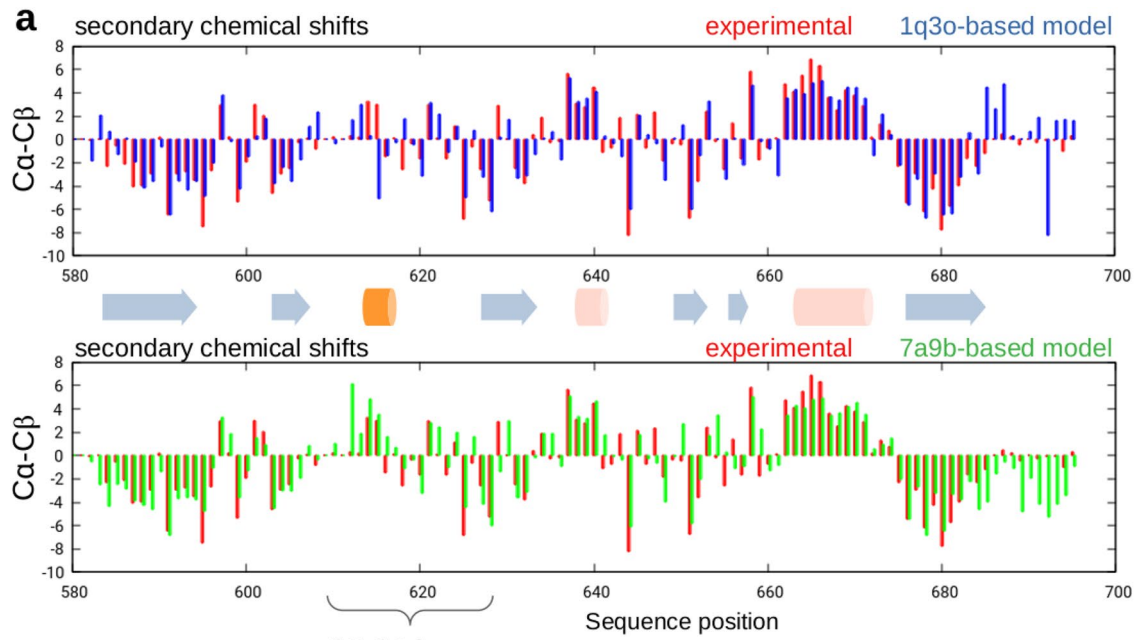 a
secondary chemical shifts experimental 1q3o-based model
8
6
4
2
0
-2
-4
-6
-8
-10
Cα-Cβ
580 600 620 640 660 680 700
secondary chemical shifts experimental 7a9b-based model
8
6
4
2
0
-2
-4
-6
-8
-10
Cα-Cβ
580 600 620 640 660 680 700
Sequence position